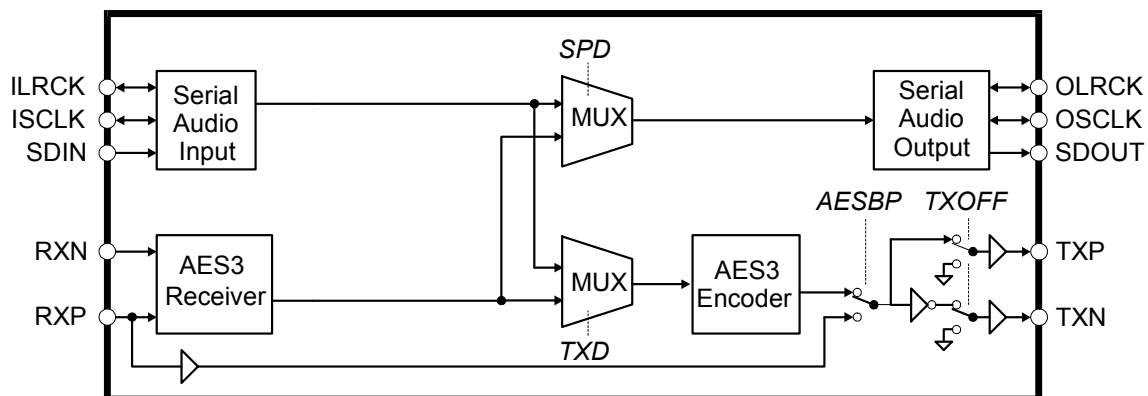 SPD
ILRCK
ISCLK
SDIN
Serial
Audio
Input
MUX
Serial
Audio
Output
OLRCK
OSCLK
SDOUT
AESBP
TXOFF
RXN
RXP
AES3
Receiver
MUX
AES3
Encoder
TXP
TXN
TXD